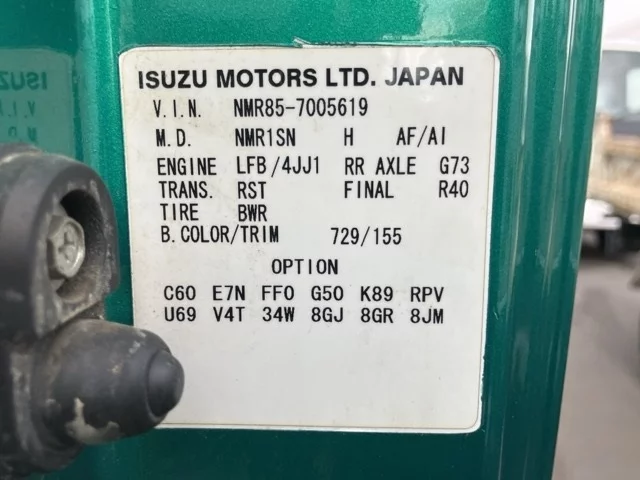 ISUZU MOTORS LTD. JAPAN
V.I.N. NMR85-7005619
M.D. NMR1SN H AF/AI
ENGINE LFB/4JJ1 RR AXLE G73
TRANS. RST FINAL R40
TIRE BWR
B.COLOR/TRIM 729/155
OPTION
C60 E7N FF0 G50 K89 RPV
U69 V4T 34W 8GJ 8GR 8JM